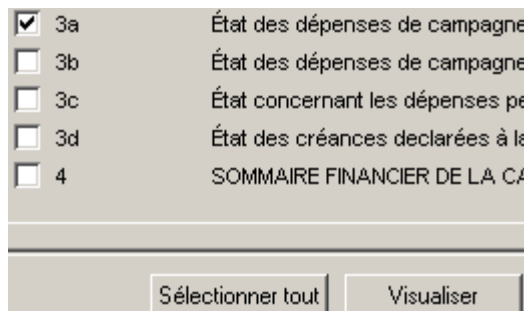 3a État des dépenses de campagne
3b État des dépenses de campagne
3c État concernant les dépenses pe
3d État des créances declarées à la
4 SOMMAIRE FINANCIER DE LA CA
Sélectionner tout Visualiser